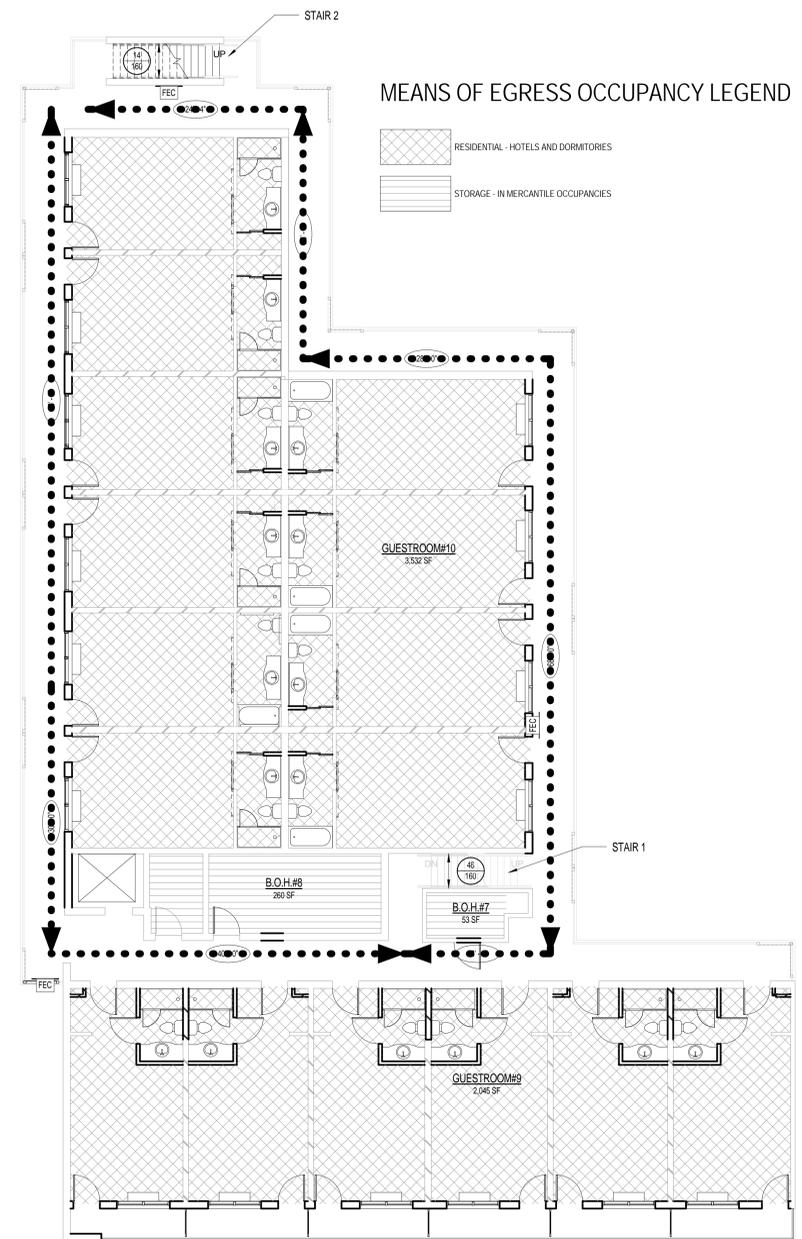 STAIR 2
UP
14
160
FEC
MEANS OF EGRESS OCCUPANCY LEGEND
RESIDENTIAL - HOTELS AND DORMITORIES
STORAGE - IN MERCANTILE OCCUPANCIES
GUESTROOM#10
3,532 SF
FEC
STAIR 1
DN
46
160
UP
B.O.H.#8
260 SF
B.O.H.#7
53 SF
FEC
GUESTROOM#9
2,045 SF